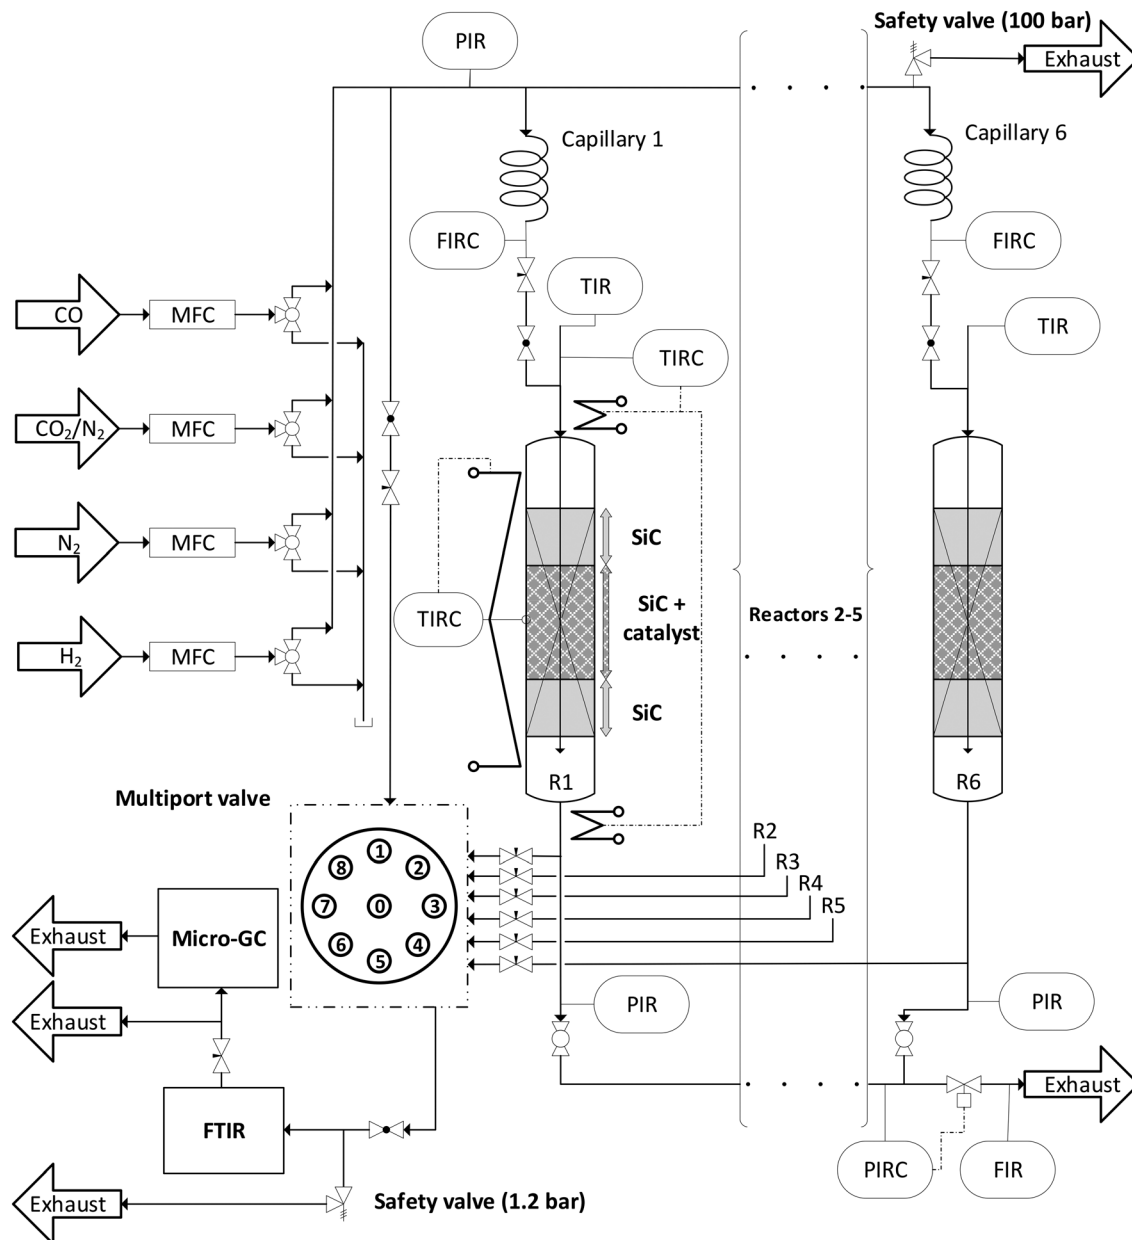 Safety valve (100 bar)
PIR
Exhaust
Capillary 1
Capillary 6
FIRC
FIRC
TIR
CO
MFC
TIR
TIRC
CO₂/N₂
MFC
SiC
N₂
MFC
SiC +
catalyst
TIRC
Reactors 2-5
H₂
MFC
SiC
R1
R6
Multiport valve
R2
R3
R4
R5
1
2
3
4
5
6
7
8
0
Micro-GC
Exhaust
PIR
PIR
Exhaust
Exhaust
FTIR
PIRC
FIR
Exhaust
Safety valve (1.2 bar)